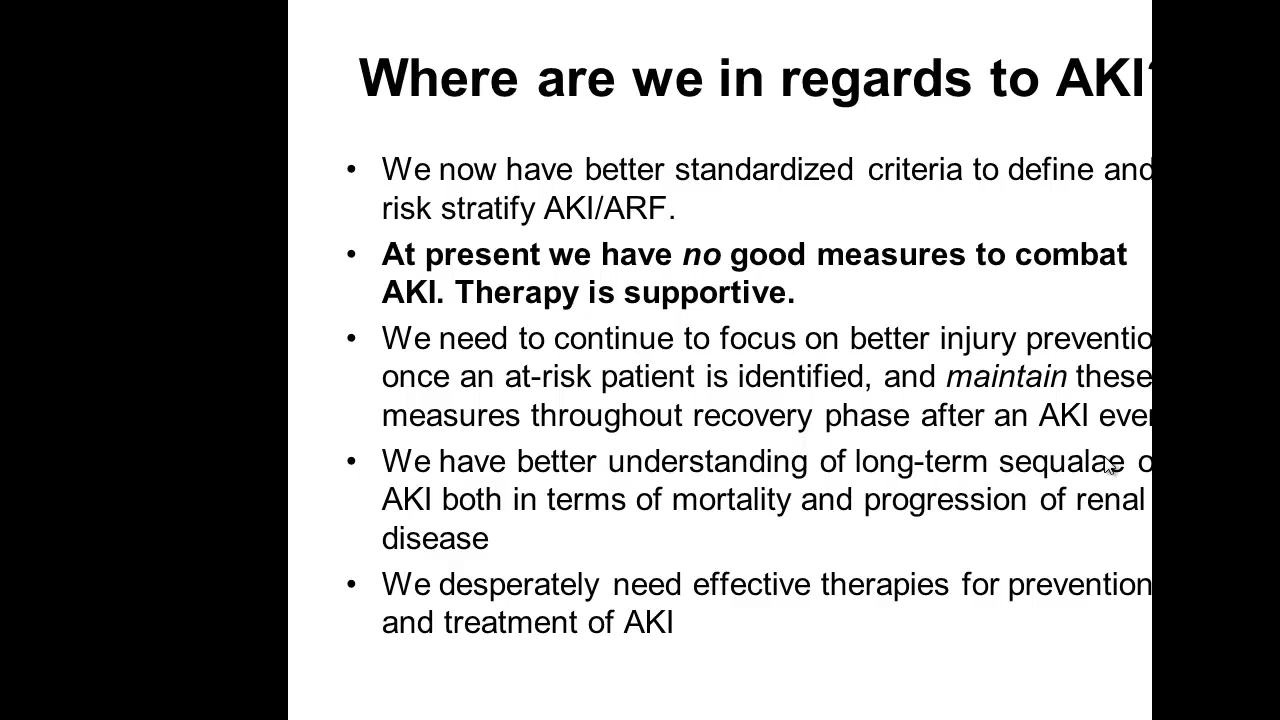 Where are we in regards to AKI?
• We now have better standardized criteria to define and
risk stratify AKI/ARF.
• At present we have no good measures to combat
AKI. Therapy is supportive.
• We need to continue to focus on better injury preventio
once an at-risk patient is identified, and maintain these
measures throughout recovery phase after an AKI eve
• We have better understanding of long-term sequalae o
AKI both in terms of mortality and progression of renal
disease
• We desperately need effective therapies for prevention
and treatment of AKI